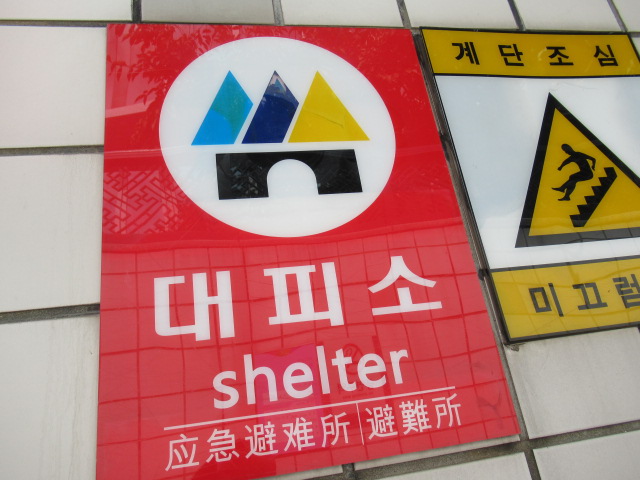 대피소
shelter
应急避难所 避難所
계단조심
미끄럼